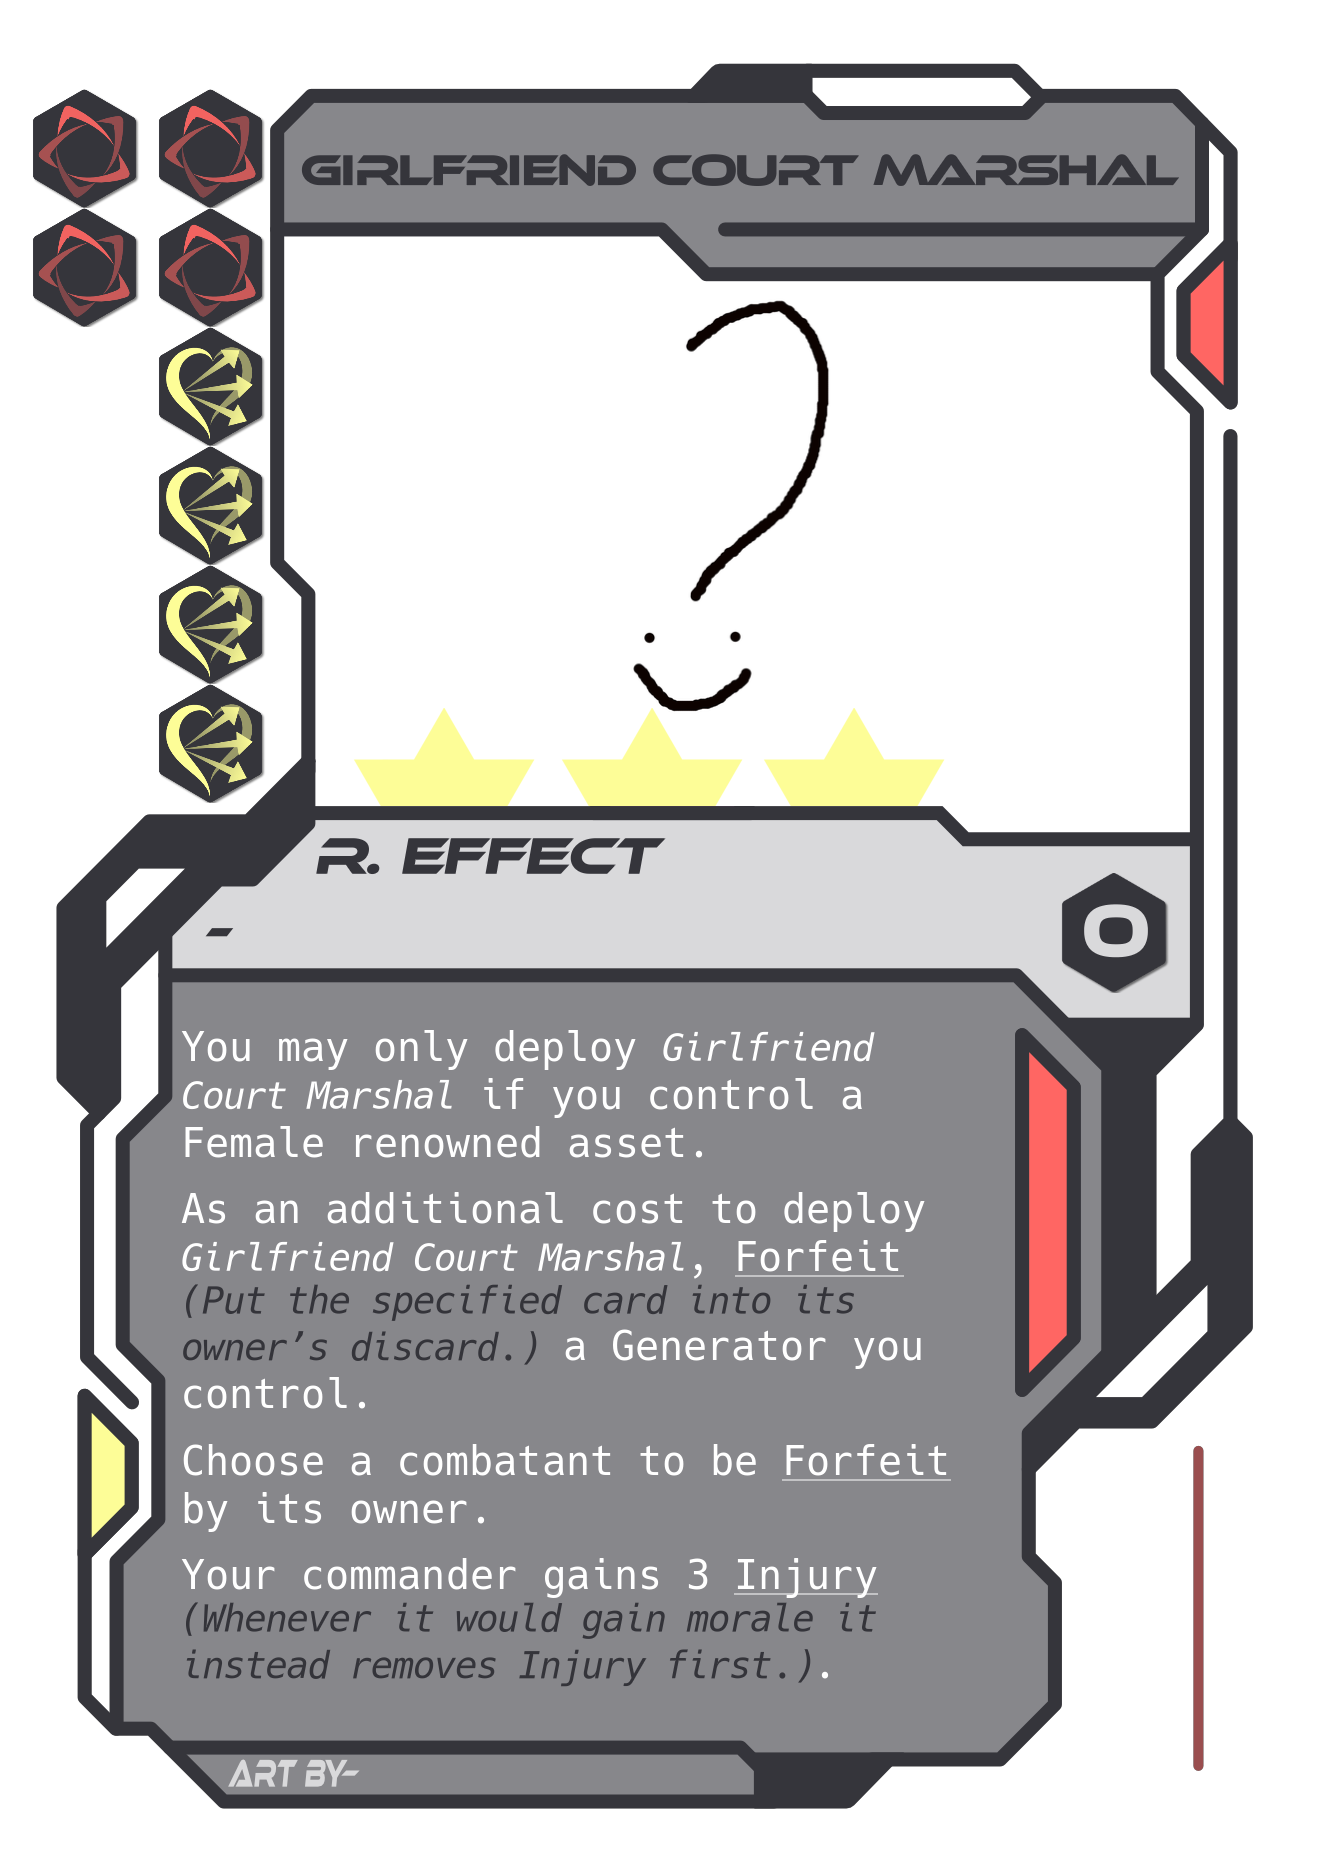 GIRLFRIEND COURT MARSHAL
R. EFFECT
-
0
You may only deploy Girlfriend
Court Marshal if you control a
Female renowned asset.
As an additional cost to deploy
Girlfriend Court Marshal, Forfeit
(Put the specified card into its
owner’s discard.) a Generator you
control.
Choose a combatant to be Forfeit
by its owner.
Your commander gains 3 Injury
(Whenever it would gain morale it
instead removes Injury first.).
ART BY-